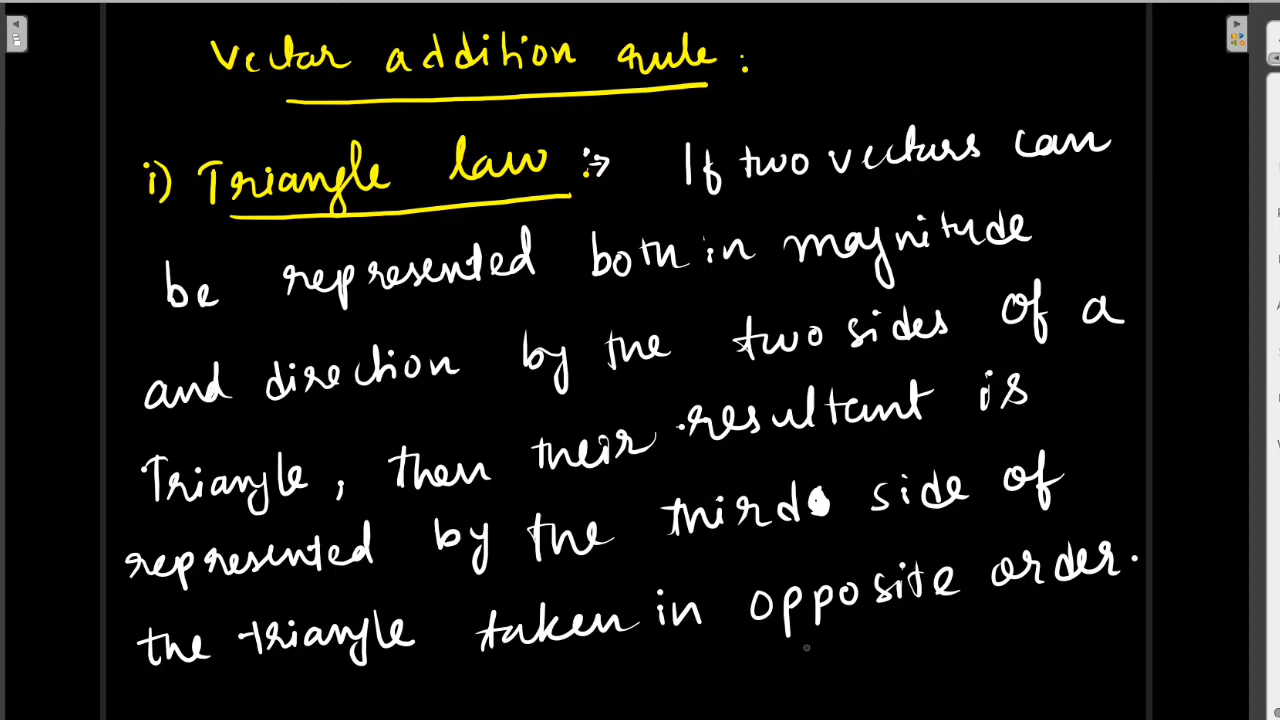 Vector addition rule :
i) Triangle law :→ If two vectors can
be represented both in magnitude
and direction by the two sides of a
Triangle, then their resultant is
represented by the third side of
the triangle taken in opposite order.